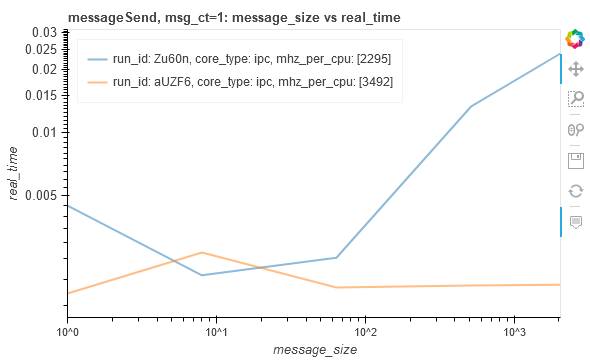 messageSend, msg_ct=1: message_size vs real_time
run_id: Zu60n, core_type: ipc, mhz_per_cpu: [2295]
run_id: aUZF6, core_type: ipc, mhz_per_cpu: [3492]
0.03
0.025
0.02
0.015
0.01
0.005
real_time
10^0
10^1
10^2
10^3
message_size